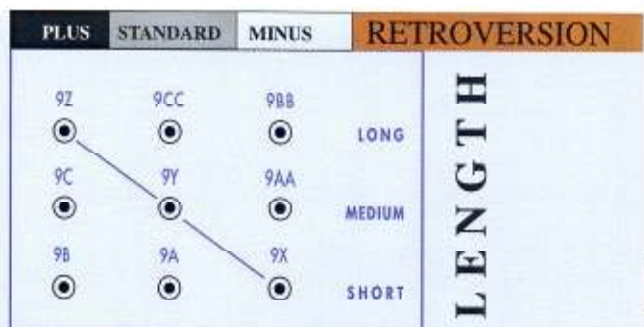 PLUS STANDARD MINUS RETROVERSION
9Z 9CC 9BB
LONG
9C 9Y 9AA
MEDIUM
9B 9A 9X
SHORT
LENGTH